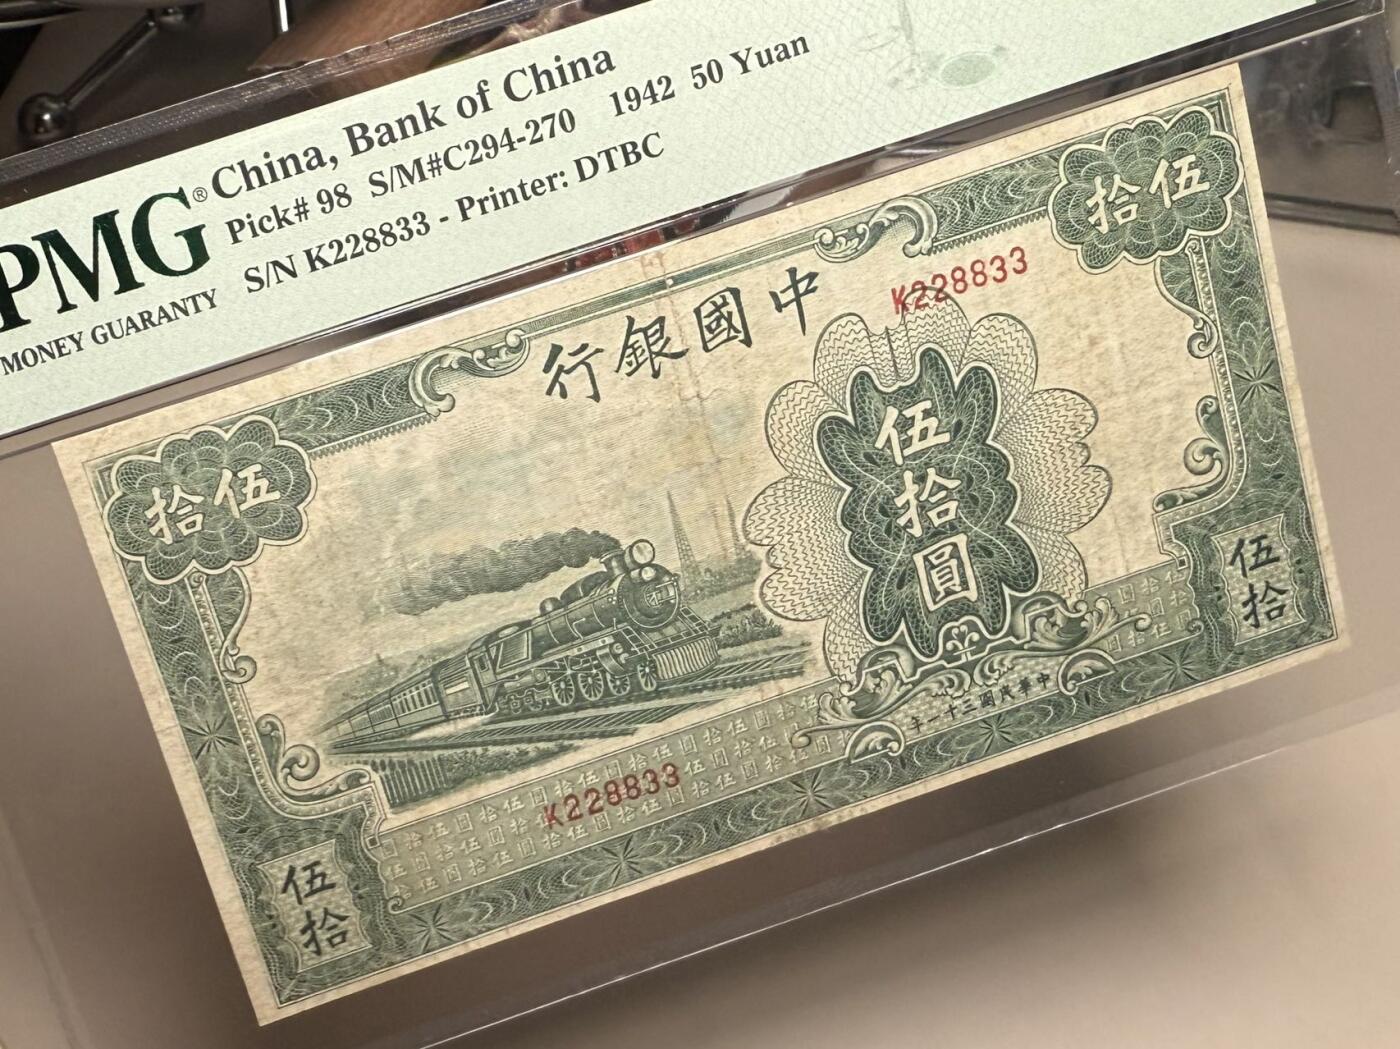 China, Bank of China
Pick# 98 S/M#C294-270 1942 50 Yuan
S/N K228833 - Printer: DTBC
PMG®
MONEY GUARANTY
行銀國中
K228833
拾伍
拾伍
伍拾圓
伍拾
伍拾
年一十三國民華中
K228833